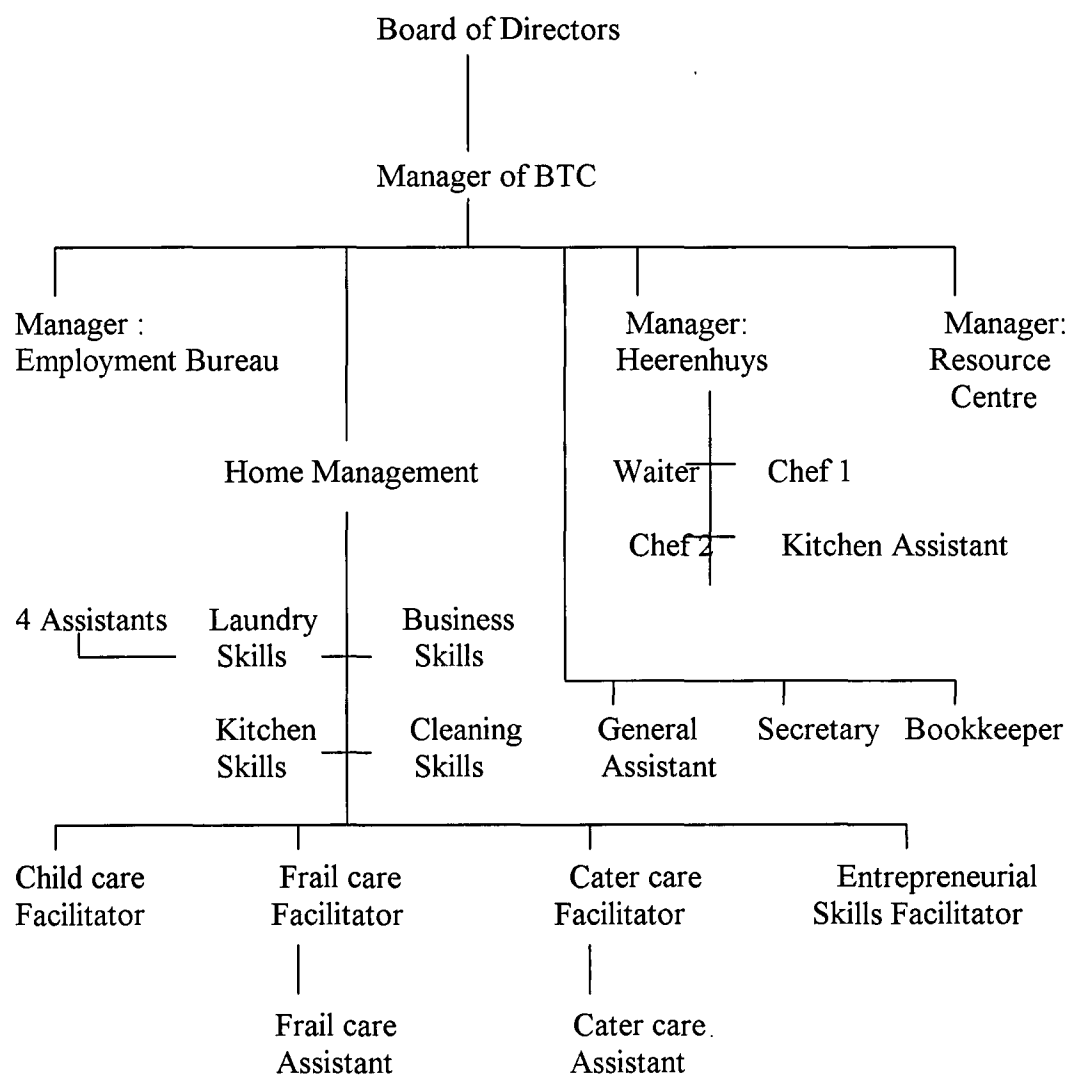 Board of Directors
Manager of BTC
Manager :
Employment Bureau
Manager:
Heerenhuys
Manager:
Resource
Centre
Home Management
Waiter
Chef 1
Chef 2
Kitchen Assistant
4 Assistants
Laundry
Skills
Business
Skills
Kitchen
Skills
Cleaning
Skills
General
Assistant
Secretary
Bookkeeper
Child care
Facilitator
Frail care
Facilitator
Cater care
Facilitator
Entrepreneurial
Skills Facilitator
Frail care
Assistant
Cater care
Assistant